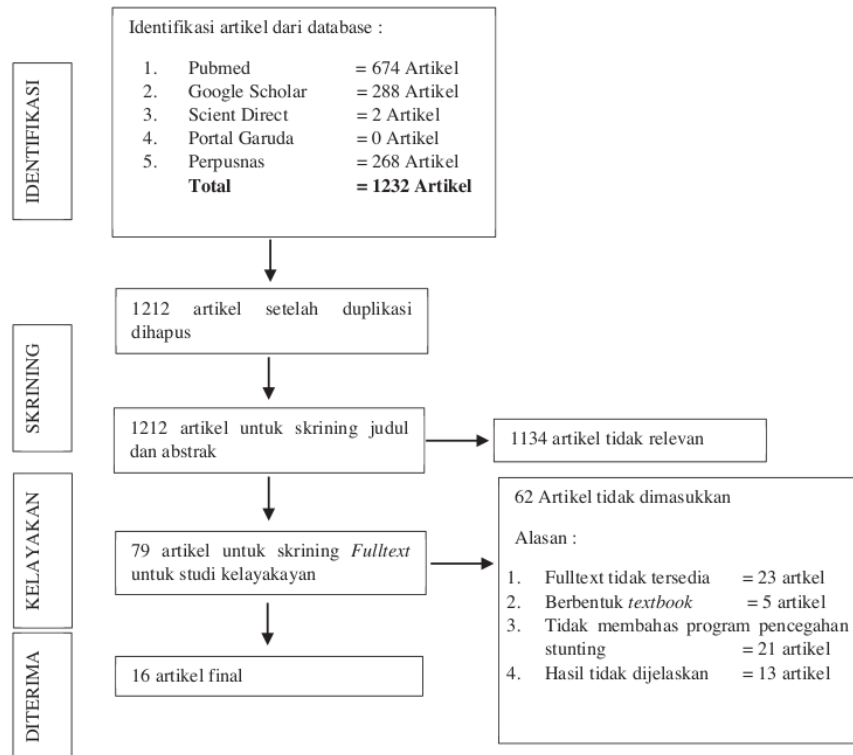 IDENTIFIKASI
Identifikasi artikel dari database :
1. Pubmed = 674 Artikel
2. Google Scholar = 288 Artikel
3. Scient Direct = 2 Artikel
4. Portal Garuda = 0 Artikel
5. Perpusnas = 268 Artikel
Total = 1232 Artikel
SKRINING
1212 artikel setelah duplikasi
dihapus
1212 artikel untuk skrining judul
dan abstrak
1134 artikel tidak relevan
KELAYAKAN
79 artikel untuk skrining Fulltext
untuk studi kelayakayan
62 Artikel tidak dimasukkan
Alasan :
1. Fulltext tidak tersedia = 23 artkel
2. Berbentuk textbook = 5 artikel
3. Tidak membahas program pencegahan
stunting = 21 artikel
4. Hasil tidak dijelaskan = 13 artikel
DITERIMA
16 artikel final